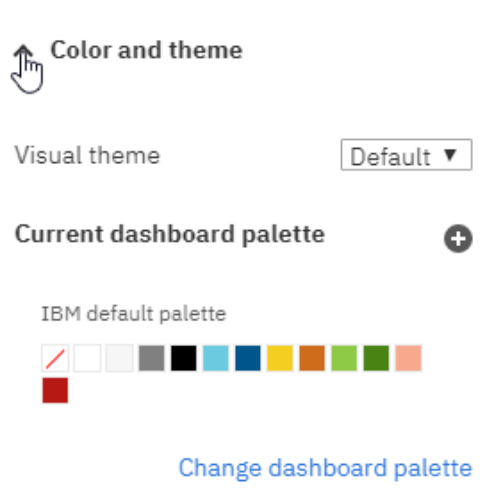 Color and theme
Visual theme
Default
Current dashboard palette
IBM default palette
Change dashboard palette